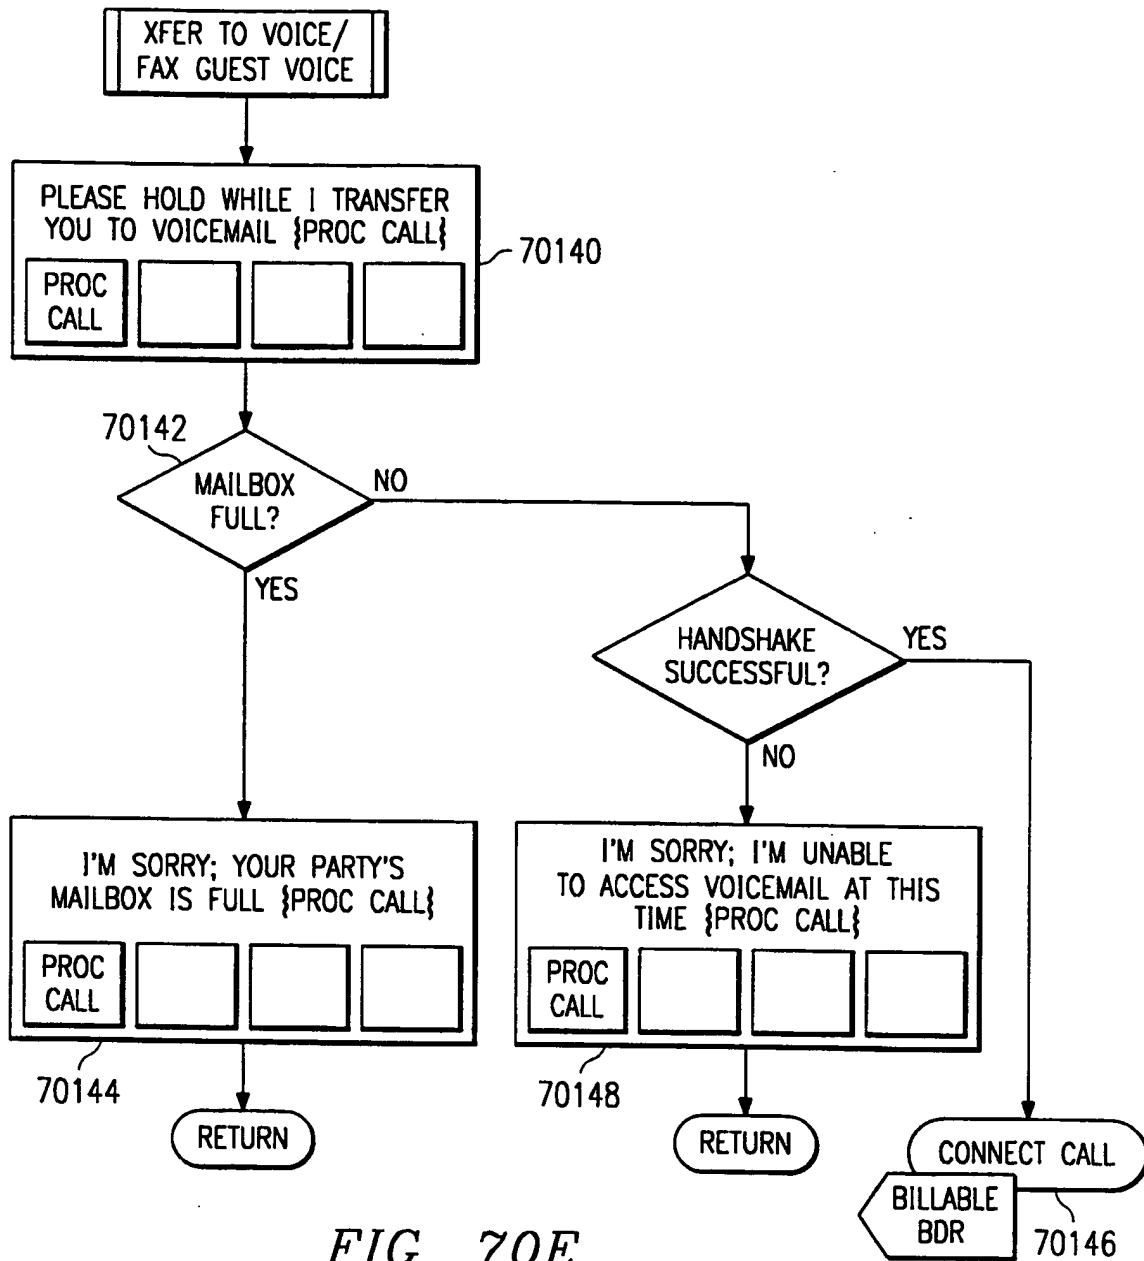 XFER TO VOICE/
FAX GUEST VOICE
PLEASE HOLD WHILE I TRANSFER
YOU TO VOICEMAIL {PROC CALL}
PROC
CALL
70140
70142
MAILBOX
FULL?
NO
YES
HANDSHAKE
SUCCESSFUL?
YES
NO
I'M SORRY; YOUR PARTY'S
MAILBOX IS FULL {PROC CALL}
PROC
CALL
70144
RETURN
I'M SORRY; I'M UNABLE
TO ACCESS VOICEMAIL AT THIS
TIME {PROC CALL}
PROC
CALL
70148
RETURN
CONNECT CALL
BILLABLE
BDR
70146
FIG. 70E